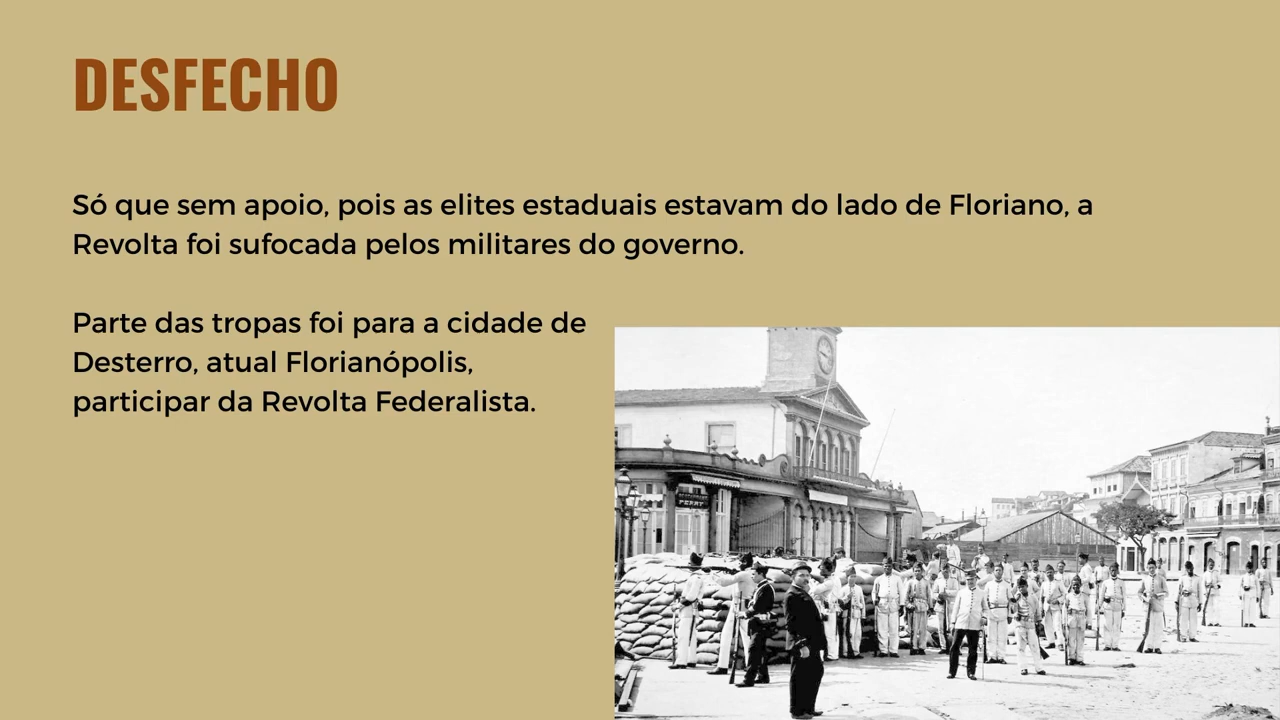 DESFECHO
Só que sem apoio, pois as elites estaduais estavam do lado de Floriano, a
Revolta foi sufocada pelos militares do governo.
Parte das tropas foi para a cidade de
Desterro, atual Florianópolis,
participar da Revolta Federalista.